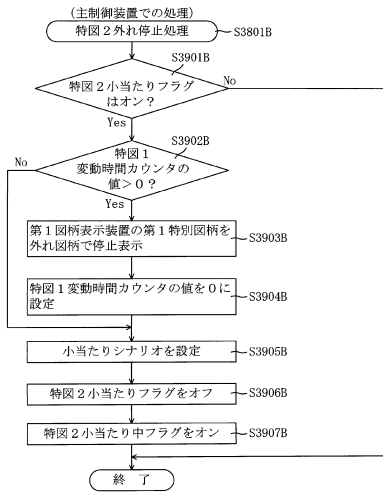 (主制御装置での処理)
特図2外れ停止処理
S3801B
S3901B
特図2小当たりフラグ
はオン?
No
Yes
S3902B
特図1
変動時間カウンタの
値>0?
No
Yes
第1図柄表示装置の第1特別図柄を
外れ図柄で停止表示
S3903B
特図1変動時間カウンタの値を0に
設定
S3904B
小当たりシナリオを設定
S3905B
特図2小当たりフラグをオフ
S3906B
特図2小当たり中フラグをオン
S3907B
終 了